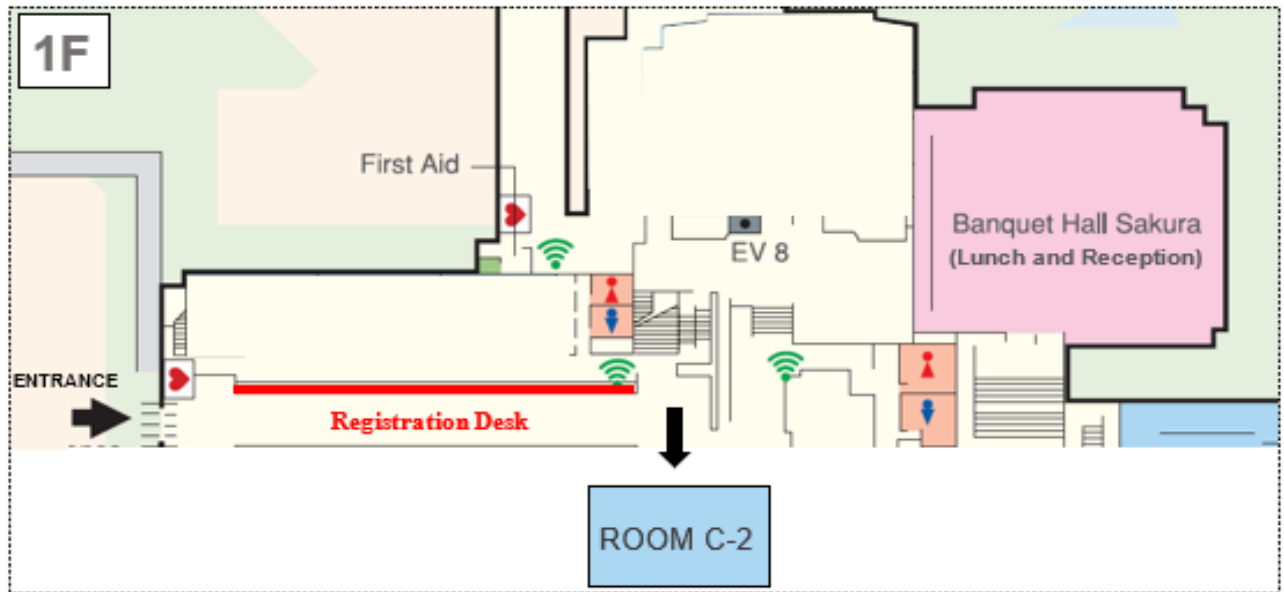 1F
First Aid
EV 8
Banquet Hall Sakura
(Lunch and Reception)
ENTRANCE
Registration Desk
ROOM C-2